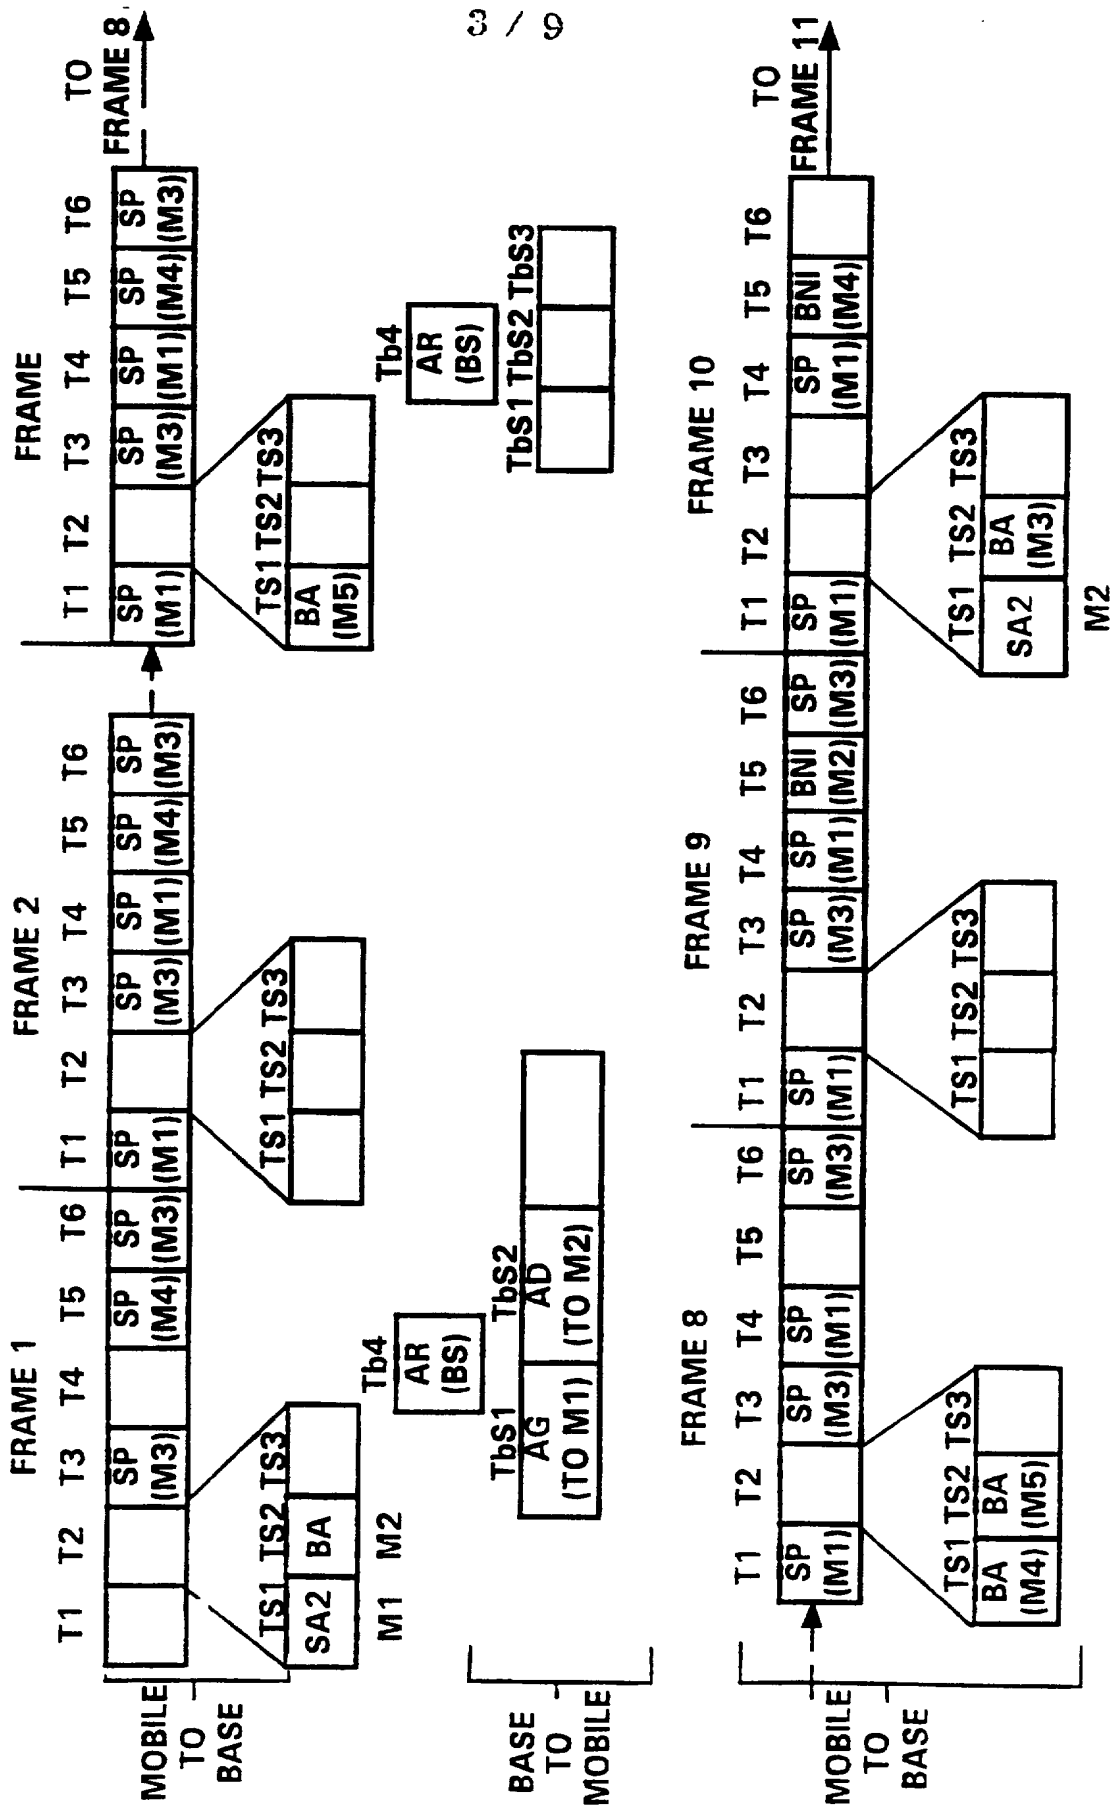 3 / 9
FRAME 1
FRAME 2
FRAME
T1 T2 T3 T4 T5 T6 T1 T2 T3 T4 T5 T6 T1 T2 T3 T4 T5 T6
TO
FRAME 8
SP
(M3)
SP
(M4)
SP
(M3)
SP
(M1)
SP
(M3)
SP
(M1)
SP
(M4)
SP
(M3)
SP
(M1)
SP
(M3)
SP
(M1)
SP
(M4)
SP
(M3)
MOBILE
TO
BASE
TS1 TS2 TS3
SA2 BA
M1 M2
TS1 TS2 TS3
TS1 TS2 TS3
BA
(M5)
BASE
TO
MOBILE
Tb4
AR
(BS)
TbS1 TbS2
AG
(TO M1)
AD
(TO M2)
Tb4
AR
(BS)
TbS1 TbS2 TbS3
FRAME 8
FRAME 9
FRAME 10
T1 T2 T3 T4 T5 T6 T1 T2 T3 T4 T5 T6 T1 T2 T3 T4 T5 T6
TO
FRAME 11
SP
(M1)
SP
(M3)
SP
(M1)
SP
(M3)
SP
(M1)
SP
(M3)
SP
(M1)
BNI
(M2)
SP
(M3)
SP
(M1)
SP
(M1)
BNI
(M4)
MOBILE
TO
BASE
TS1 TS2 TS3
BA
(M4)
BA
(M5)
TS1 TS2 TS3
TS1 TS2 TS3
SA2
BA
(M3)
M2